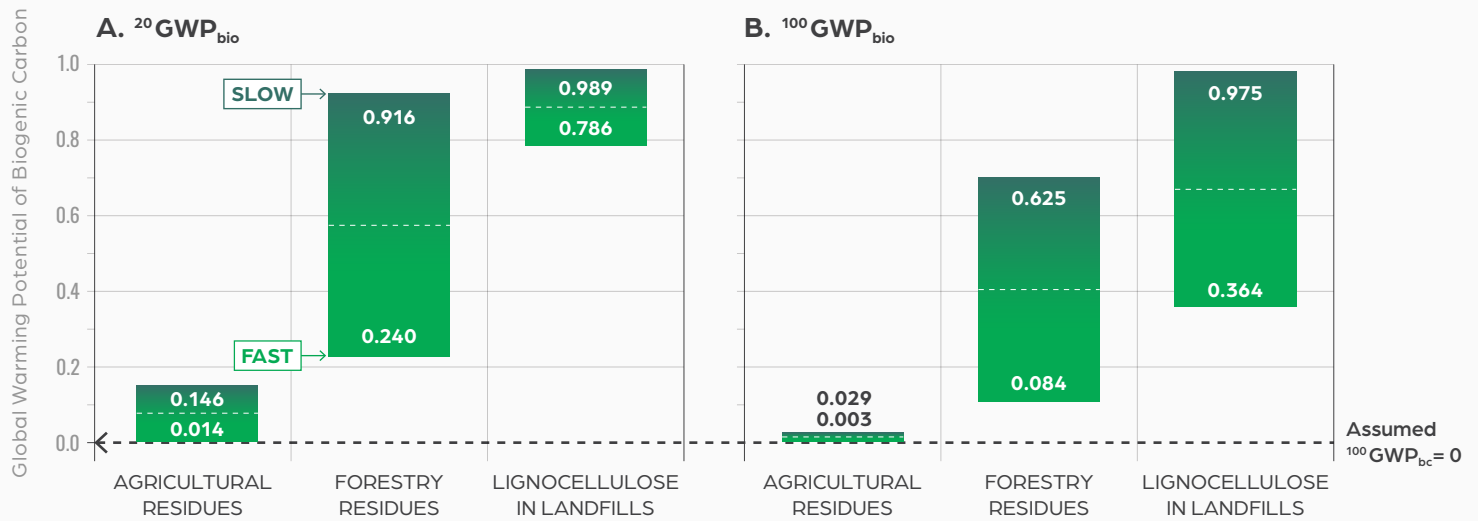 Global Warming Potential of Biogenic Carbon
A. ²⁰GWP_bio
1.0
0.8
0.6
0.4
0.2
0.0
SLOW
FAST
0.146
0.014
0.916
0.240
0.989
0.786
AGRICULTURAL
RESIDUES
FORESTRY
RESIDUES
LIGNOCELLULOSE
IN LANDFILLS
B. ¹⁰⁰GWP_bio
0.029
0.003
0.625
0.084
0.975
0.364
AGRICULTURAL
RESIDUES
FORESTRY
RESIDUES
LIGNOCELLULOSE
IN LANDFILLS
Assumed
¹⁰⁰GWP_bc= 0